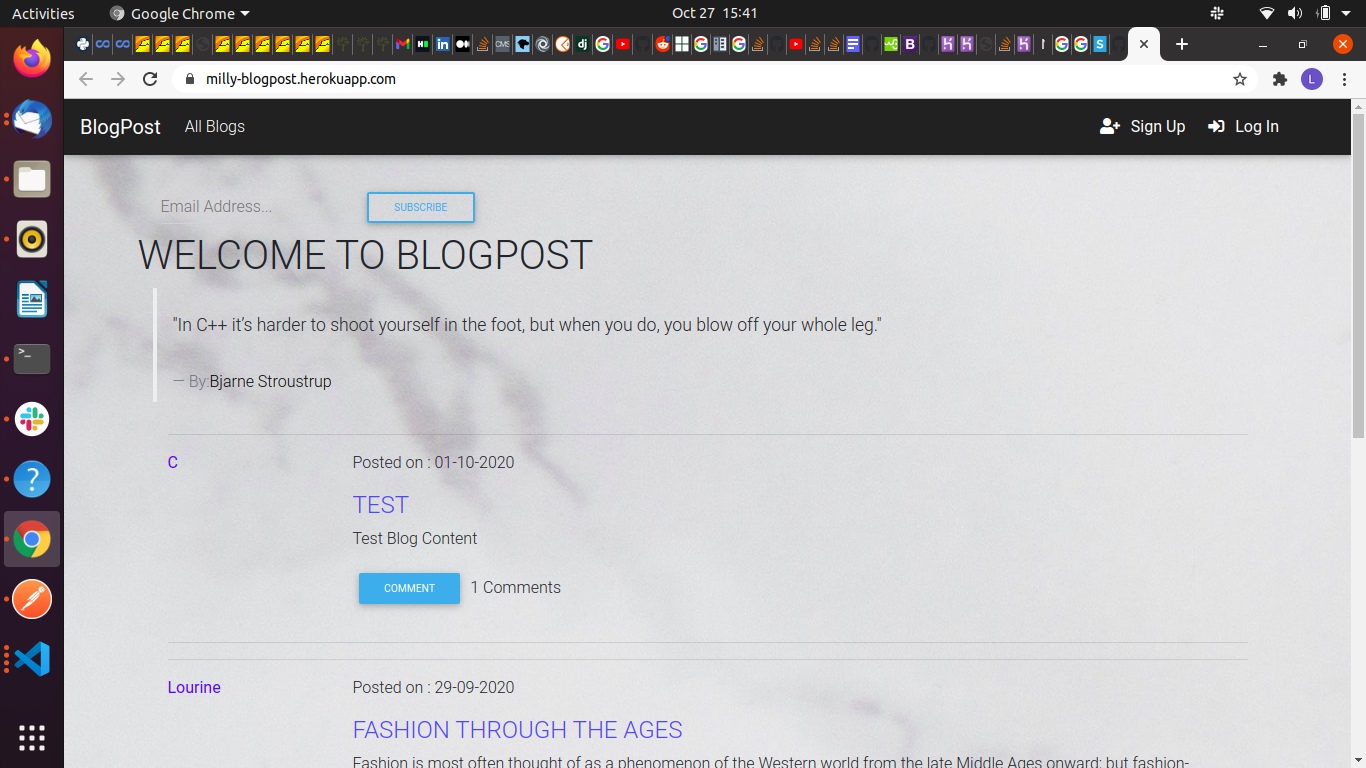 Activities Google Chrome Oct 27 15:41
milly-blogpost.herokuapp.com L
BlogPost All Blogs Sign Up Log In
Email Address... SUBSCRIBE
WELCOME TO BLOGPOST
"In C++ it’s harder to shoot yourself in the foot, but when you do, you blow off your whole leg."
— By:Bjarne Stroustrup
C Posted on : 01-10-2020
TEST
Test Blog Content
COMMENT 1 Comments
Lourine Posted on : 29-09-2020
FASHION THROUGH THE AGES
Fashion is most often thought of as a phenomenon of the Western world from the late Middle Ages onward; but fashion-